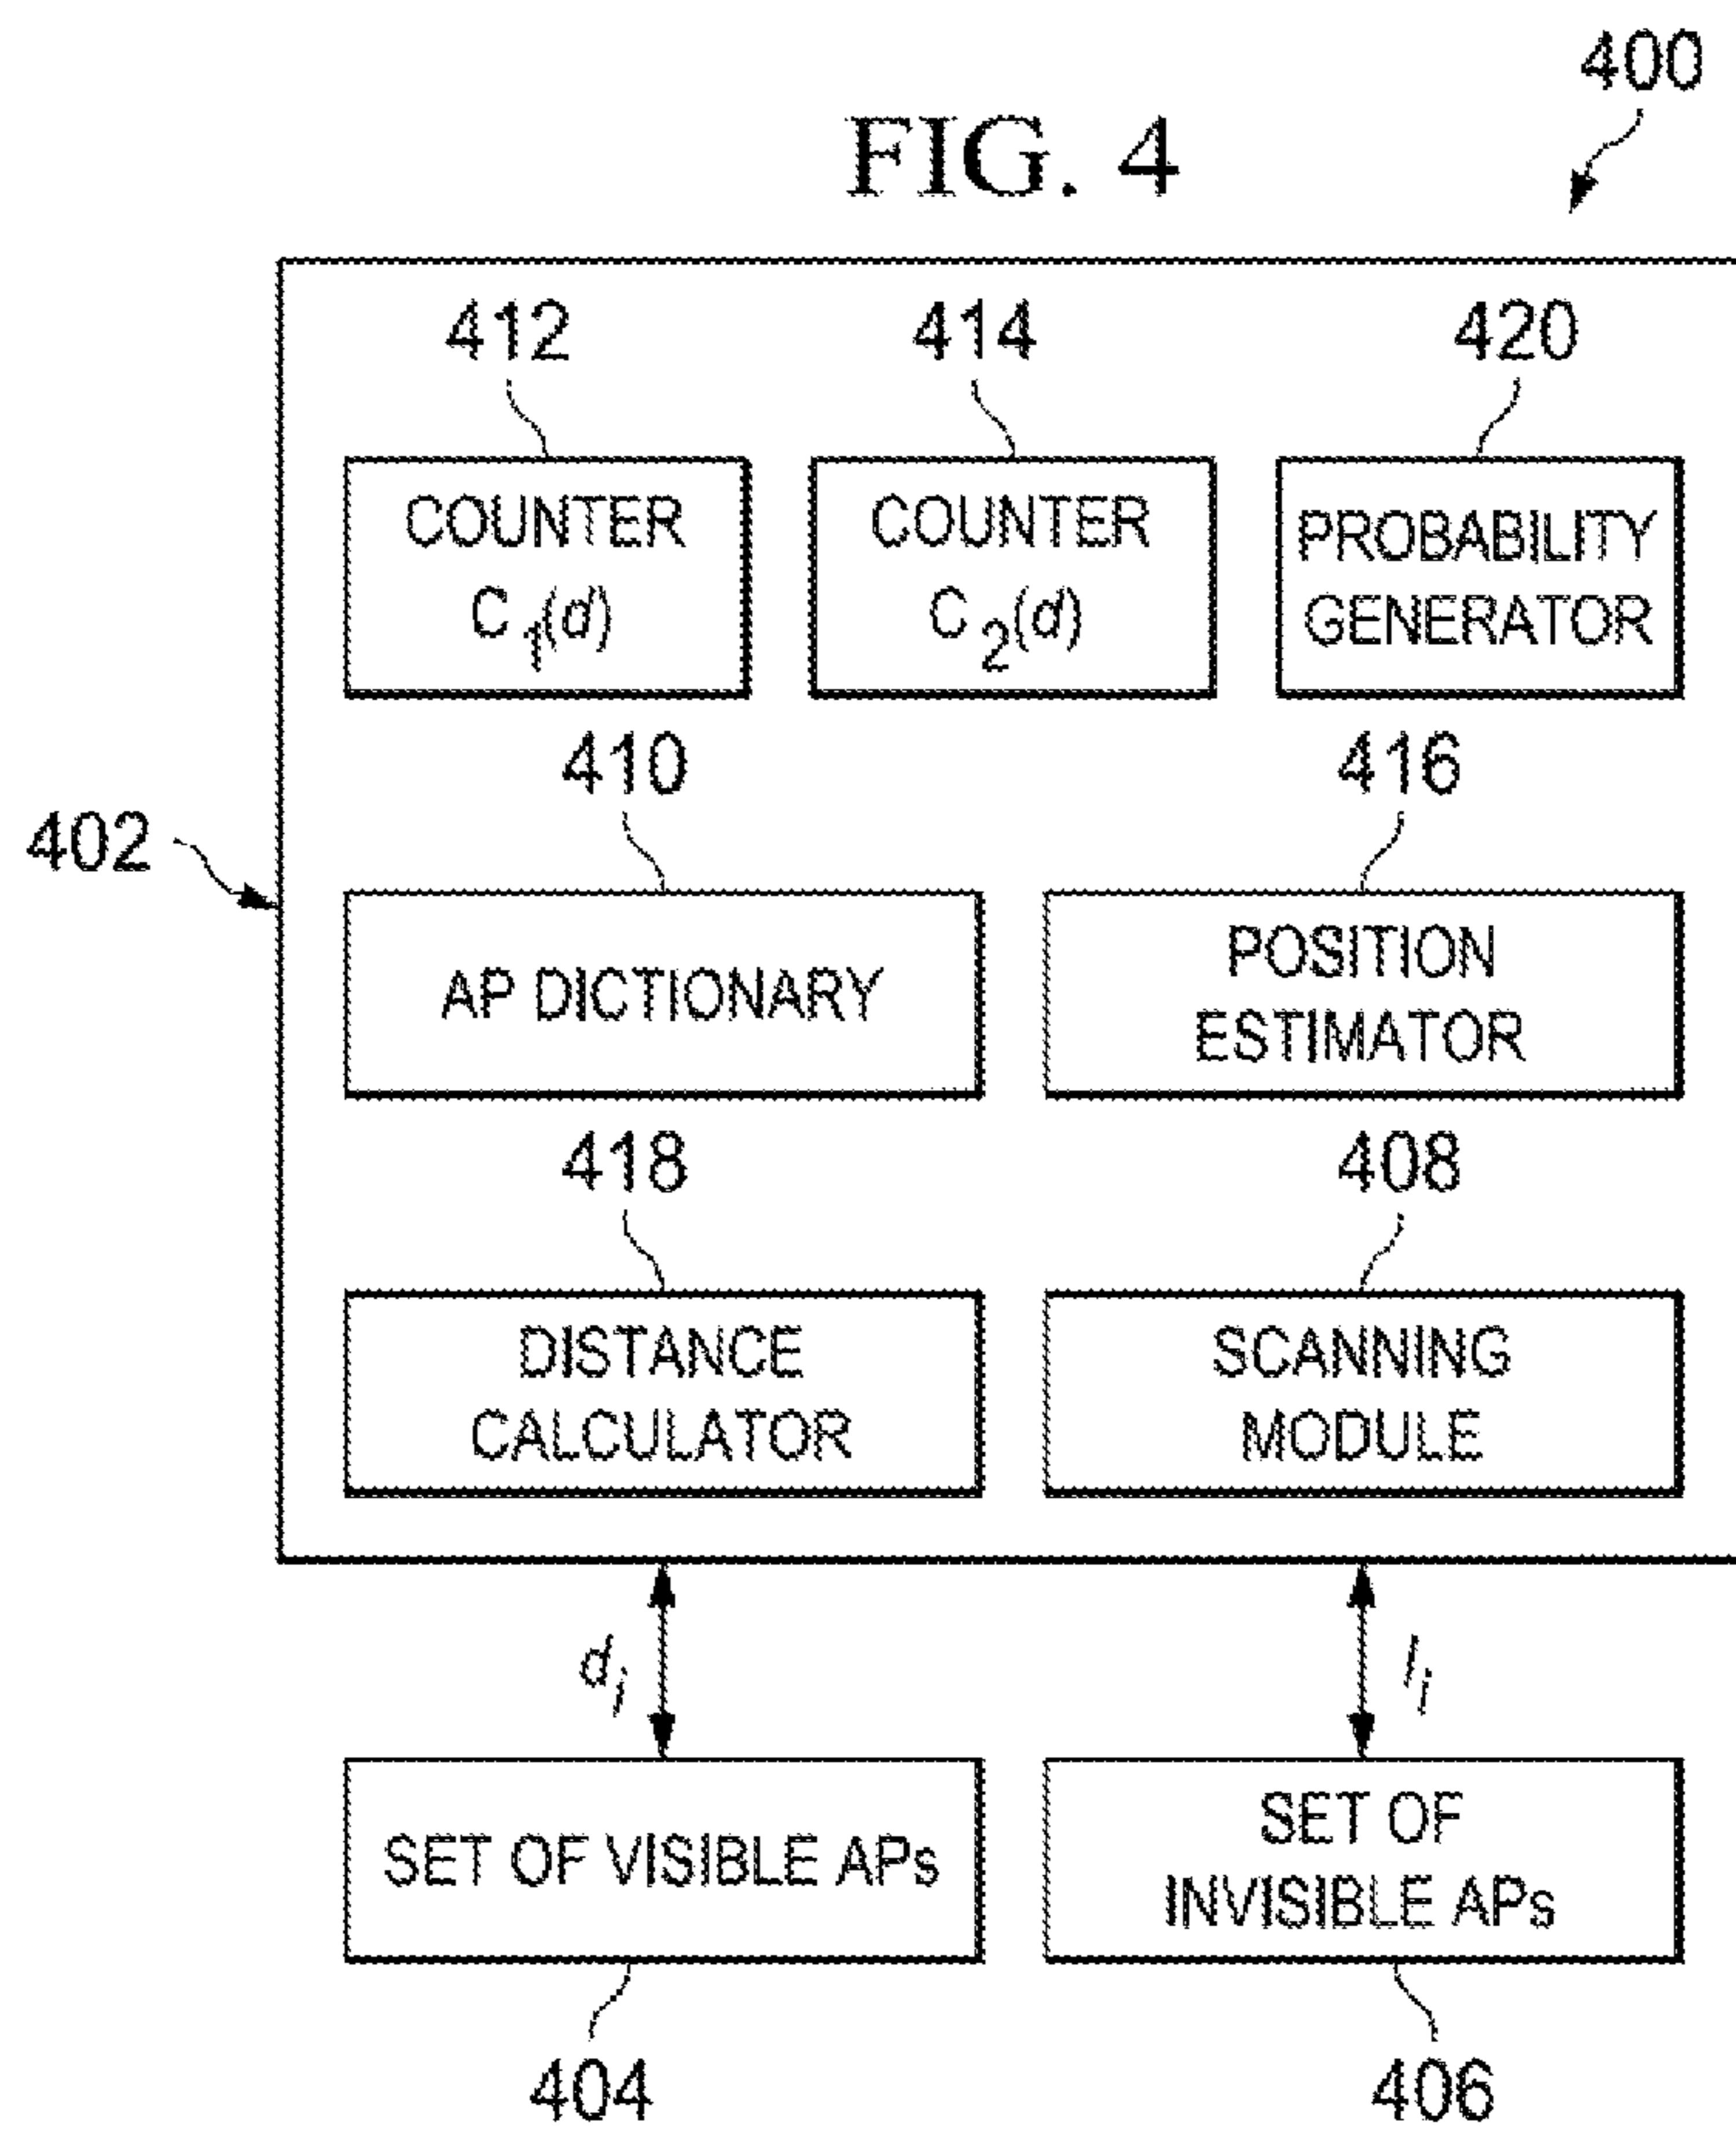 400
FIG. 4
412
414
420
COUNTER
C1(d)
COUNTER
C2(d)
PROBABILITY
GENERATOR
410
416
402
AP DICTIONARY
POSITION
ESTIMATOR
418
408
DISTANCE
CALCULATOR
SCANNING
MODULE
di
li
SET OF VISIBLE APs
SET OF
INVISIBLE APs
404
406